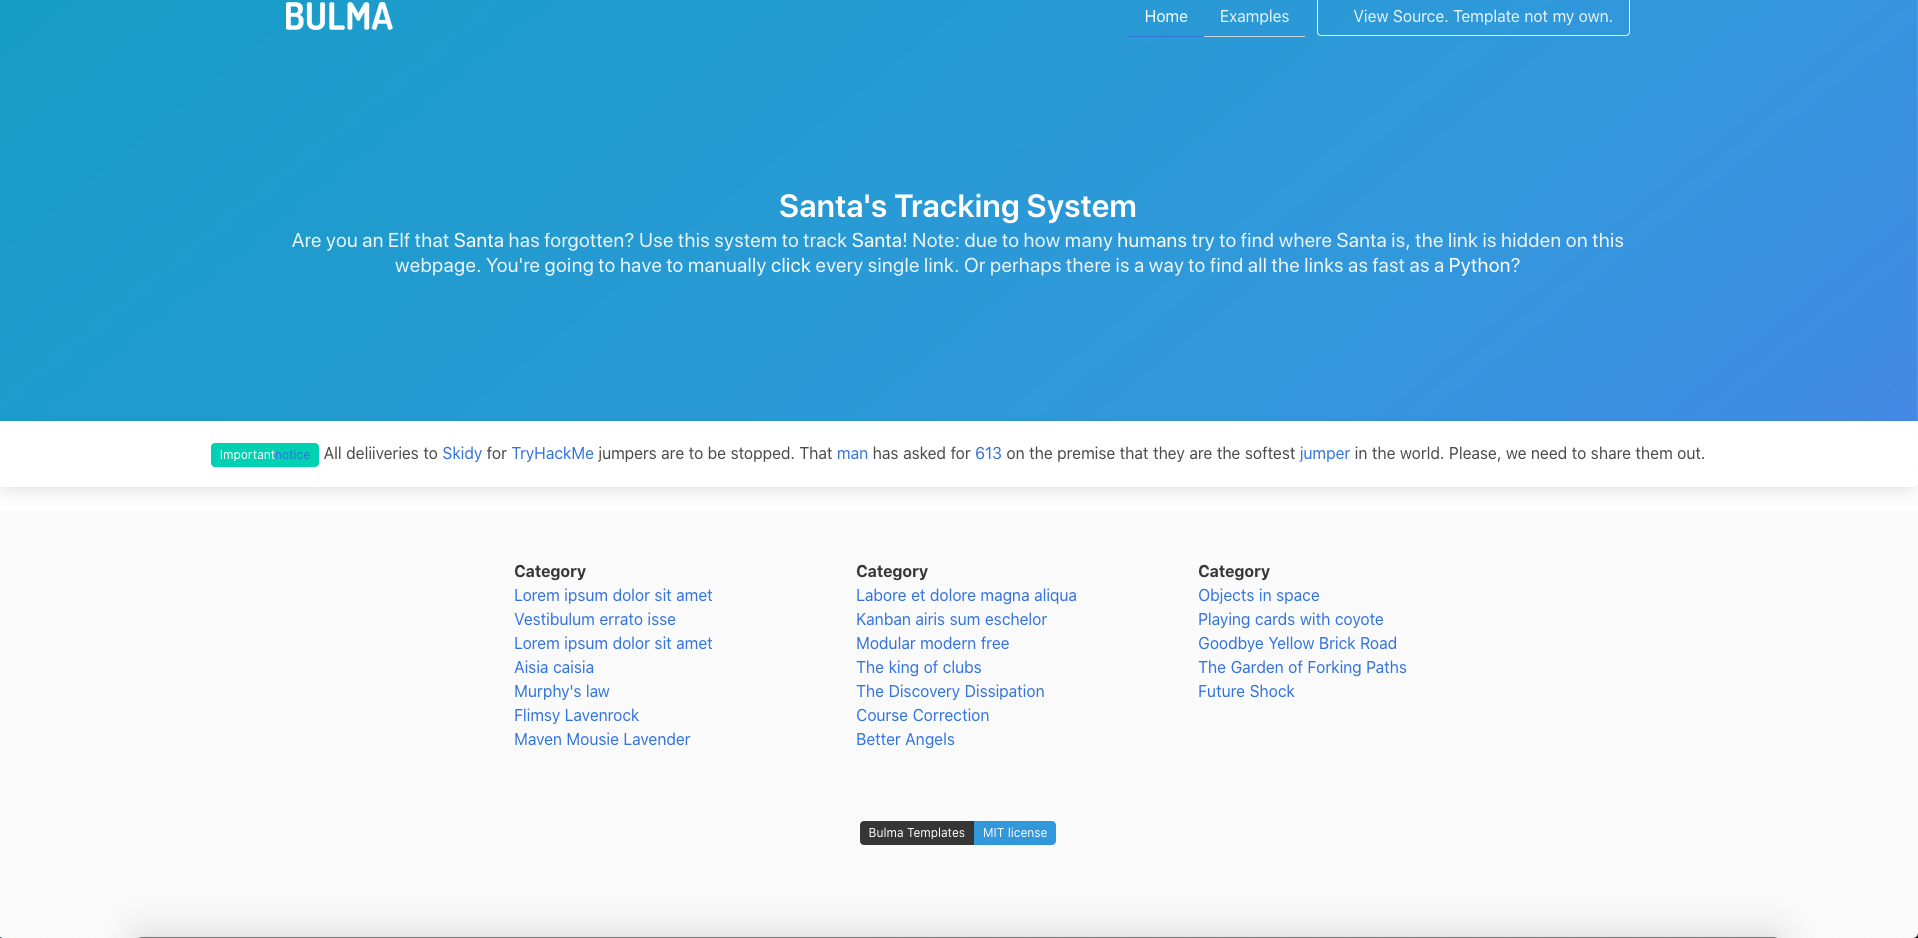 BULMA
Home Examples View Source. Template not my own.
Santa's Tracking System
Are you an Elf that Santa has forgotten? Use this system to track Santa! Note: due to how many humans try to find where Santa is, the link is hidden on this
webpage. You're going to have to manually click every single link. Or perhaps there is a way to find all the links as fast as a Python?
Importantnotice All deliiveries to Skidy for TryHackMe jumpers are to be stopped. That man has asked for 613 on the premise that they are the softest jumper in the world. Please, we need to share them out.
Category
Lorem ipsum dolor sit amet
Vestibulum errato isse
Lorem ipsum dolor sit amet
Aisia caisia
Murphy's law
Flimsy Lavenrock
Maven Mousie Lavender
Category
Labore et dolore magna aliqua
Kanban airis sum eschelor
Modular modern free
The king of clubs
The Discovery Dissipation
Course Correction
Better Angels
Category
Objects in space
Playing cards with coyote
Goodbye Yellow Brick Road
The Garden of Forking Paths
Future Shock
Bulma Templates MIT license